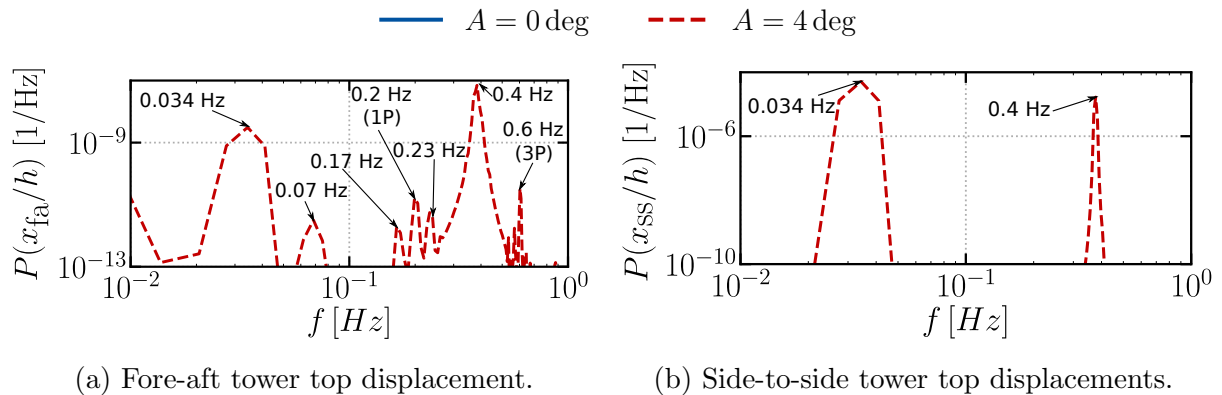 A = 0 deg A = 4 deg
P(x_fa/h) [1/Hz]
10^−9
10^−13
0.034 Hz
0.07 Hz
0.17 Hz
0.2 Hz
(1P)
0.23 Hz
0.4 Hz
0.6 Hz
(3P)
10^−2 10^−1 10^0
f [Hz]
(a) Fore-aft tower top displacement.
P(x_ss/h) [1/Hz]
10^−6
10^−10
0.034 Hz
0.4 Hz
10^−2 10^−1 10^0
f [Hz]
(b) Side-to-side tower top displacements.